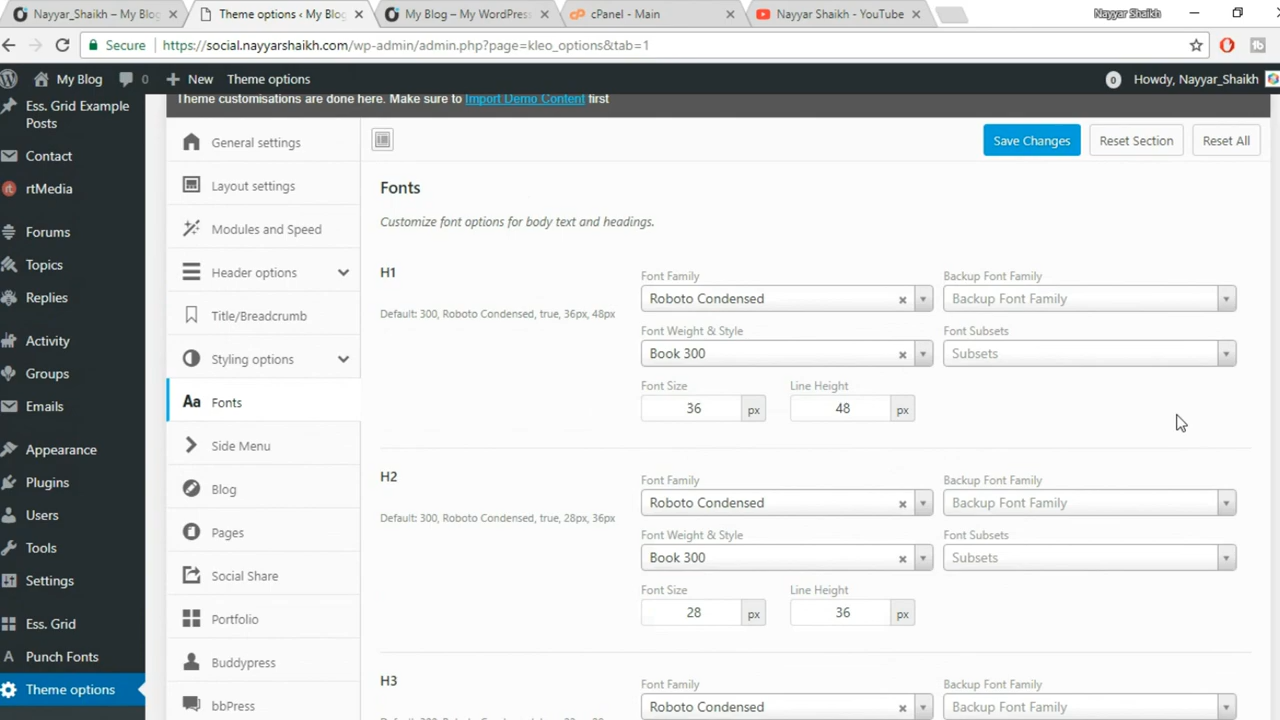 Nayyar_Shaikh – My Blog
Theme options ‹ My Blog
My Blog – My WordPress
cPanel - Main
Nayyar Shaikh - YouTube
Nayyar Shaikh
Secure
https://social.nayyarshaikh.com/wp-admin/admin.php?page=kleo_options&tab=1
My Blog
0
New
Theme options
0
Howdy, Nayyar_Shaikh
Ess. Grid Example
Posts
Contact
rtMedia
Forums
Topics
Replies
Activity
Groups
Emails
Appearance
Plugins
Users
Tools
Settings
Ess. Grid
Punch Fonts
Theme options
Theme customisations are done here. Make sure to Import Demo Content first
General settings
Layout settings
Modules and Speed
Header options
Title/Breadcrumb
Styling options
Aa Fonts
Side Menu
Blog
Pages
Social Share
Portfolio
Buddypress
bbPress
Save Changes
Reset Section
Reset All
Fonts
Customize font options for body text and headings.
H1
Default: 300, Roboto Condensed, true, 36px, 48px
Font Family
Backup Font Family
Roboto Condensed
Backup Font Family
Font Weight & Style
Font Subsets
Book 300
Subsets
Font Size
Line Height
36 px
48 px
H2
Default: 300, Roboto Condensed, true, 28px, 36px
Font Family
Backup Font Family
Roboto Condensed
Backup Font Family
Font Weight & Style
Font Subsets
Book 300
Subsets
Font Size
Line Height
28 px
36 px
H3
Font Family
Backup Font Family
Roboto Condensed
Backup Font Family